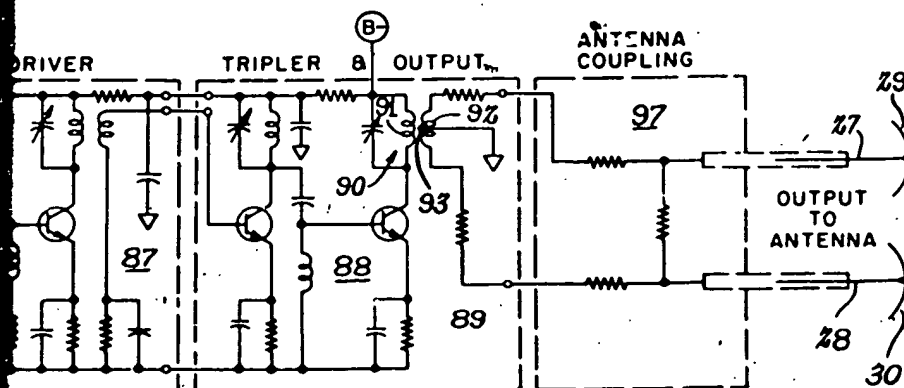 B-
DRIVER
TRIPLER & OUTPUT
ANTENNA
COUPLING
91
92
97
29
27
90
93
OUTPUT
TO
ANTENNA
87
88
89
28
30